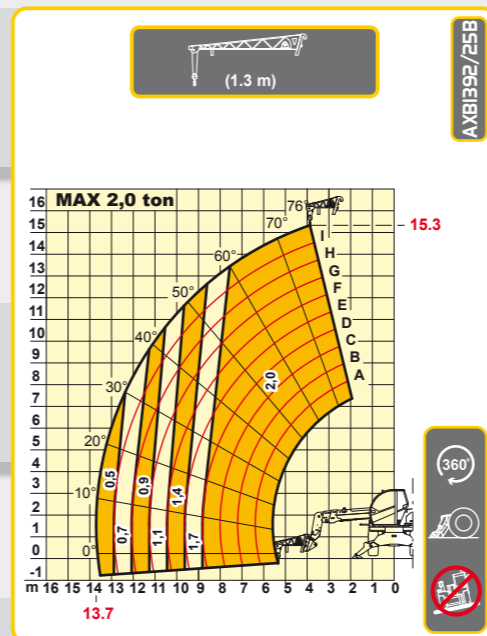 (1.3 m)
AXB1392/25B
MAX 2,0 ton
16
15
14
13
12
11
10
9
8
7
6
5
4
3
2
1
0
-1
76°
70°
60°
50°
40°
30°
20°
10°
0°
I
H
G
F
E
D
C
B
A
15.3
2,0
0,5
0,9
1,4
0,7
1,1
1,7
m 16 15 14 13 12 11 10 9 8 7 6 5 4 3 2 1 0
13.7
360°